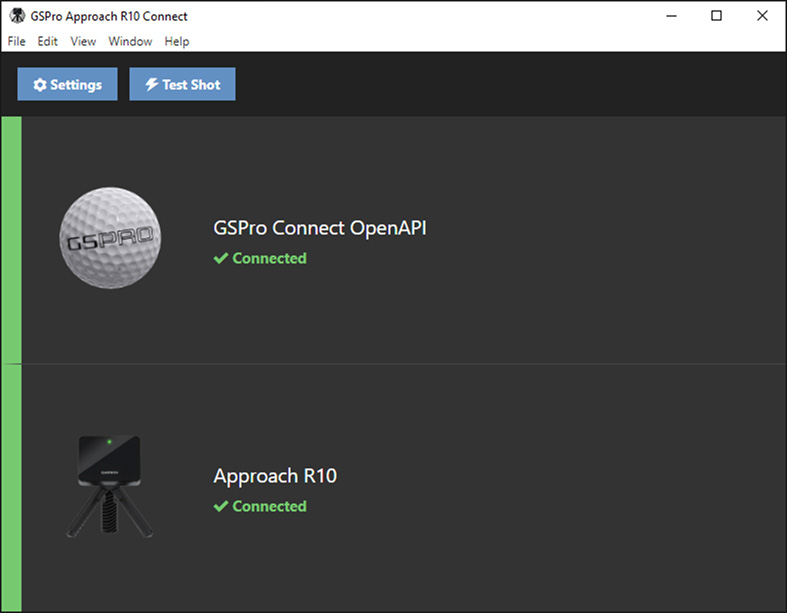 GSPro Approach R10 Connect
File Edit View Window Help
Settings Test Shot
GSPRO
GSPro Connect OpenAPI
Connected
GARMIN
Approach R10
Connected